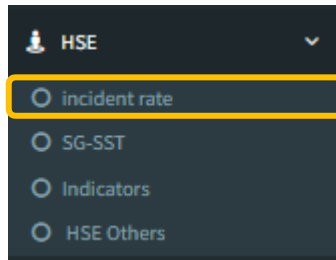 HSE
incident rate
SG-SST
Indicators
HSE Others